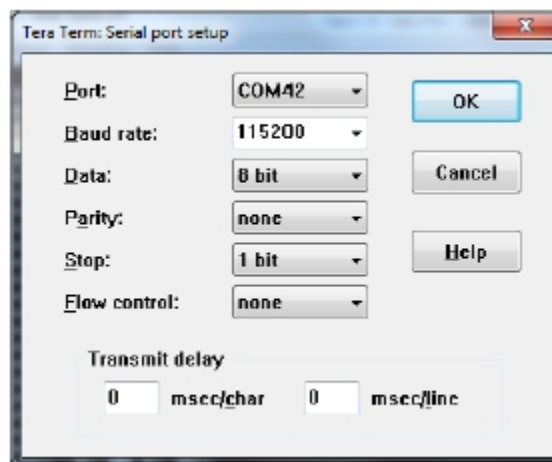 Tera Term: Serial port setup
Port: COM42
OK
Baud rate: 115200
Data: 8 bit
Cancel
Parity: none
Stop: 1 bit
Help
Flow control: none
Transmit delay
0 msec/char 0 msec/line